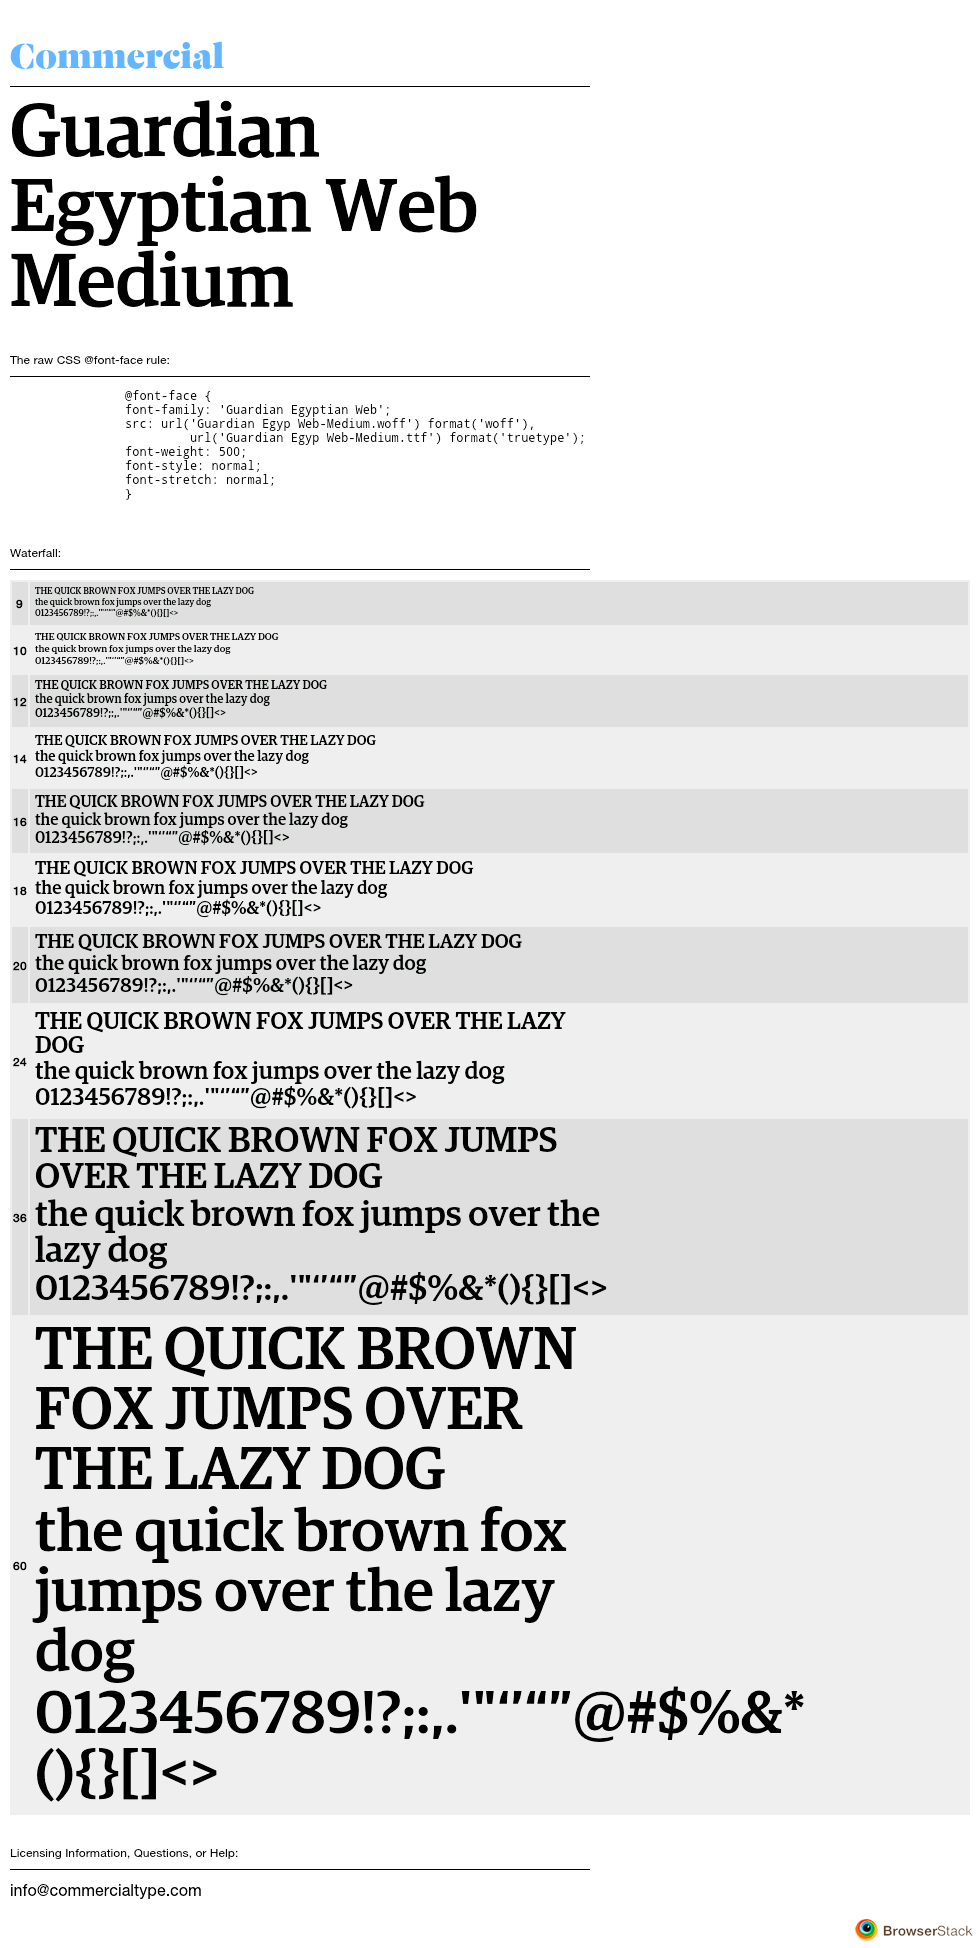 Commercial
Guardian
Egyptian Web
Medium
The raw CSS @font-face rule:
@font-face {
font-family: 'Guardian Egyptian Web';
src: url('Guardian Egyp Web-Medium.woff') format('woff'),
url('Guardian Egyp Web-Medium.ttf') format('truetype');
font-weight: 500;
font-style: normal;
font-stretch: normal;
}
Waterfall:
9
THE QUICK BROWN FOX JUMPS OVER THE LAZY DOG
the quick brown fox jumps over the lazy dog
0123456789!?;:,.'"‘’“”@#$%&*(){}[]<>
10
THE QUICK BROWN FOX JUMPS OVER THE LAZY DOG
the quick brown fox jumps over the lazy dog
0123456789!?;:,.'"‘’“”@#$%&*(){}[]<>
12
THE QUICK BROWN FOX JUMPS OVER THE LAZY DOG
the quick brown fox jumps over the lazy dog
0123456789!?;:,.'"‘’“”@#$%&*(){}[]<>
14
THE QUICK BROWN FOX JUMPS OVER THE LAZY DOG
the quick brown fox jumps over the lazy dog
0123456789!?;:,.'"‘’“”@#$%&*(){}[]<>
16
THE QUICK BROWN FOX JUMPS OVER THE LAZY DOG
the quick brown fox jumps over the lazy dog
0123456789!?;:,.'"‘’“”@#$%&*(){}[]<>
18
THE QUICK BROWN FOX JUMPS OVER THE LAZY DOG
the quick brown fox jumps over the lazy dog
0123456789!?;:,.'"‘’“”@#$%&*(){}[]<>
20
THE QUICK BROWN FOX JUMPS OVER THE LAZY DOG
the quick brown fox jumps over the lazy dog
0123456789!?;:,.'"‘’“”@#$%&*(){}[]<>
24
THE QUICK BROWN FOX JUMPS OVER THE LAZY
DOG
the quick brown fox jumps over the lazy dog
0123456789!?;:,.'"‘’“”@#$%&*(){}[]<>
36
THE QUICK BROWN FOX JUMPS
OVER THE LAZY DOG
the quick brown fox jumps over the
lazy dog
0123456789!?;:,.'"‘’“”@#$%&*(){}[]<>
60
THE QUICK BROWN
FOX JUMPS OVER
THE LAZY DOG
the quick brown fox
jumps over the lazy
dog
0123456789!?;:,.'"‘’“”@#$%&*
(){}[]<>
Licensing Information, Questions, or Help:
info@commercialtype.com
BrowserStack